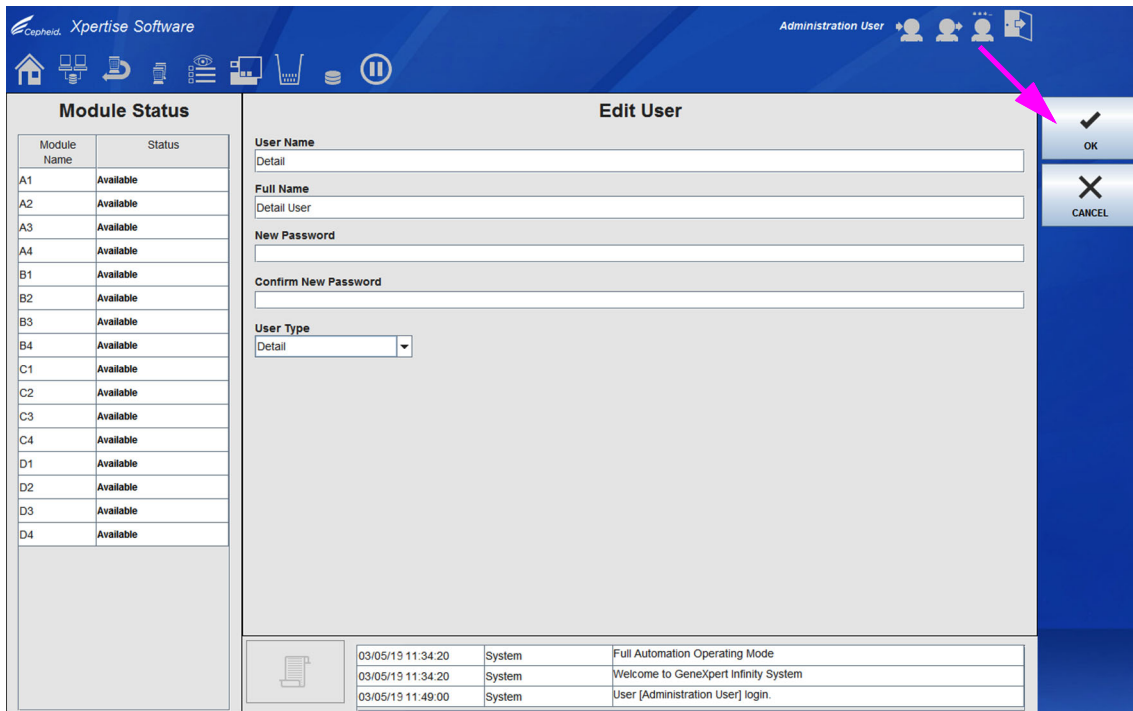 Cepheid. Xpertise Software
Administration User
Module Status
Module Name Status
A1 Available
A2 Available
A3 Available
A4 Available
B1 Available
B2 Available
B3 Available
B4 Available
C1 Available
C2 Available
C3 Available
C4 Available
D1 Available
D2 Available
D3 Available
D4 Available
Edit User
User Name
Detail
Full Name
Detail User
New Password
Confirm New Password
User Type
Detail
OK
CANCEL
03/05/19 11:34:20 System Full Automation Operating Mode
03/05/19 11:34:20 System Welcome to GeneXpert Infinity System
03/05/19 11:49:00 System User [Administration User] login.